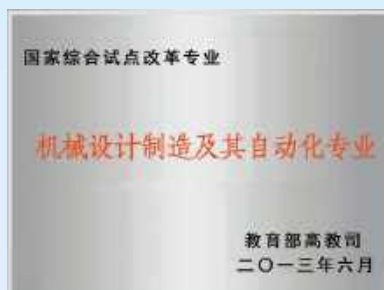 国家综合试点改革专业
机械设计制造及其自动化专业
教育部高教司
二〇一三年六月